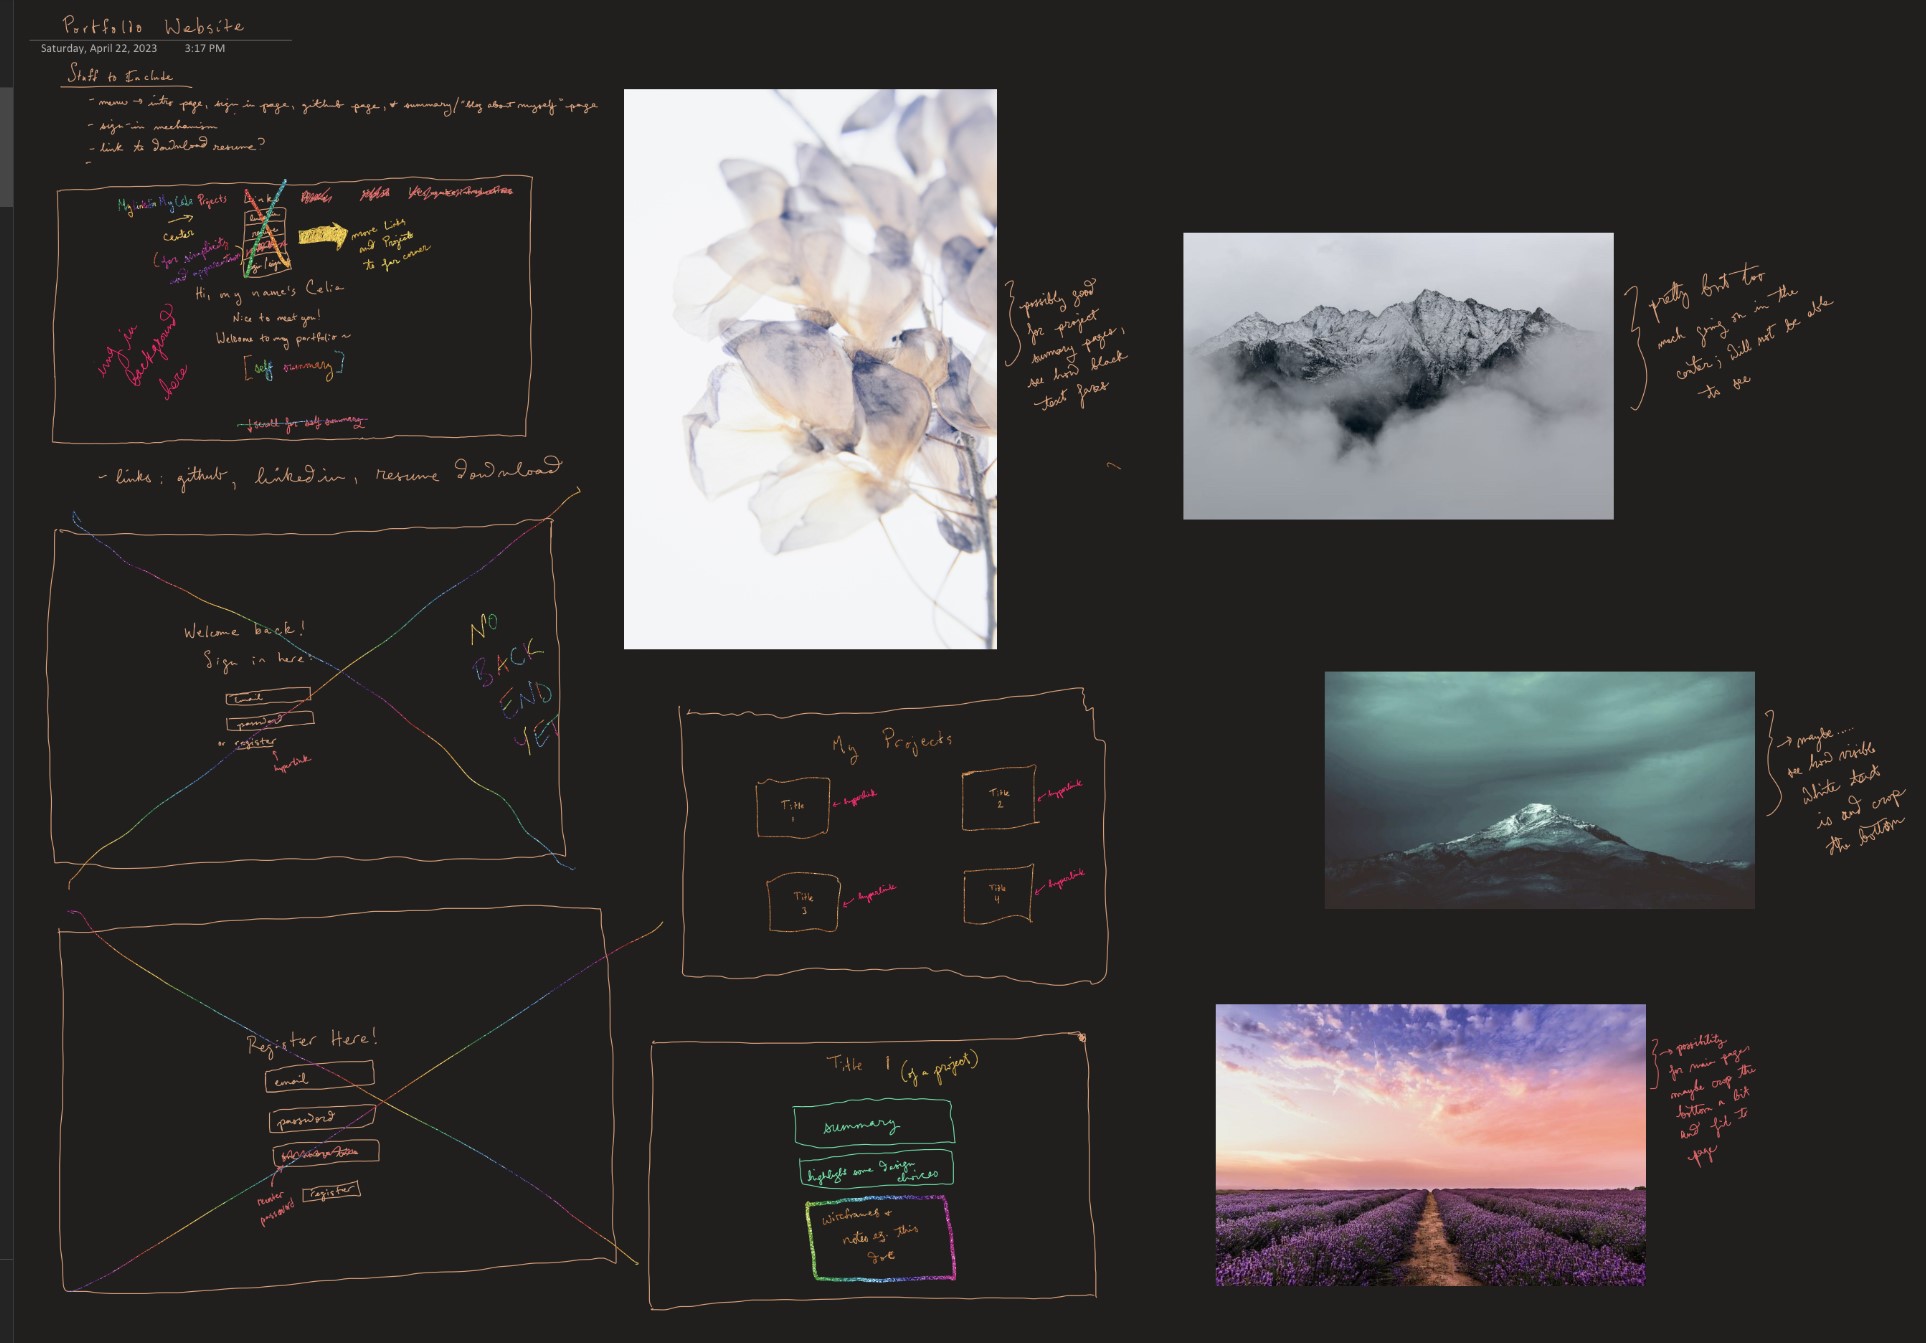 Portfolio Website
Saturday, April 22, 2023 3:17 PM
Stuff to Include
- menu → intro page, sign in page, github page, & summary/"blog about myself" page
- sign-in mechanism
- link to download resume?
-
My links My Projects
center
(for simplicity
and
move Links
and Projects
to far corner
Hi, my name's Celia
Nice to meet you!
Welcome to my portfolio ~
[self summary]
img in
background
here
↓ scroll for self summary
- links: github, linkedin, resume download
Welcome back!
Sign in here:
Email
password
or register
hyperlink
NO
BACK
END
YET
Register Here!
email
password
reenter
password
register
possibly good
for project
sumary pages,
see how black
text fares
pretty but too
much going on in the
center; will not be able
to see
My Projects
Title
1
← hyperlink
Title
2
← hyperlink
Title
3
← hyperlink
Title
4
← hyperlink
→ maybe.....
see how visible
white text
is and crop
the bottom
Title 1 (of a project)
summary
highlight some design
choices
wireframes +
notes eg. this
→ possibility
for main page
maybe crop the
bottom a bit
and fit to
page